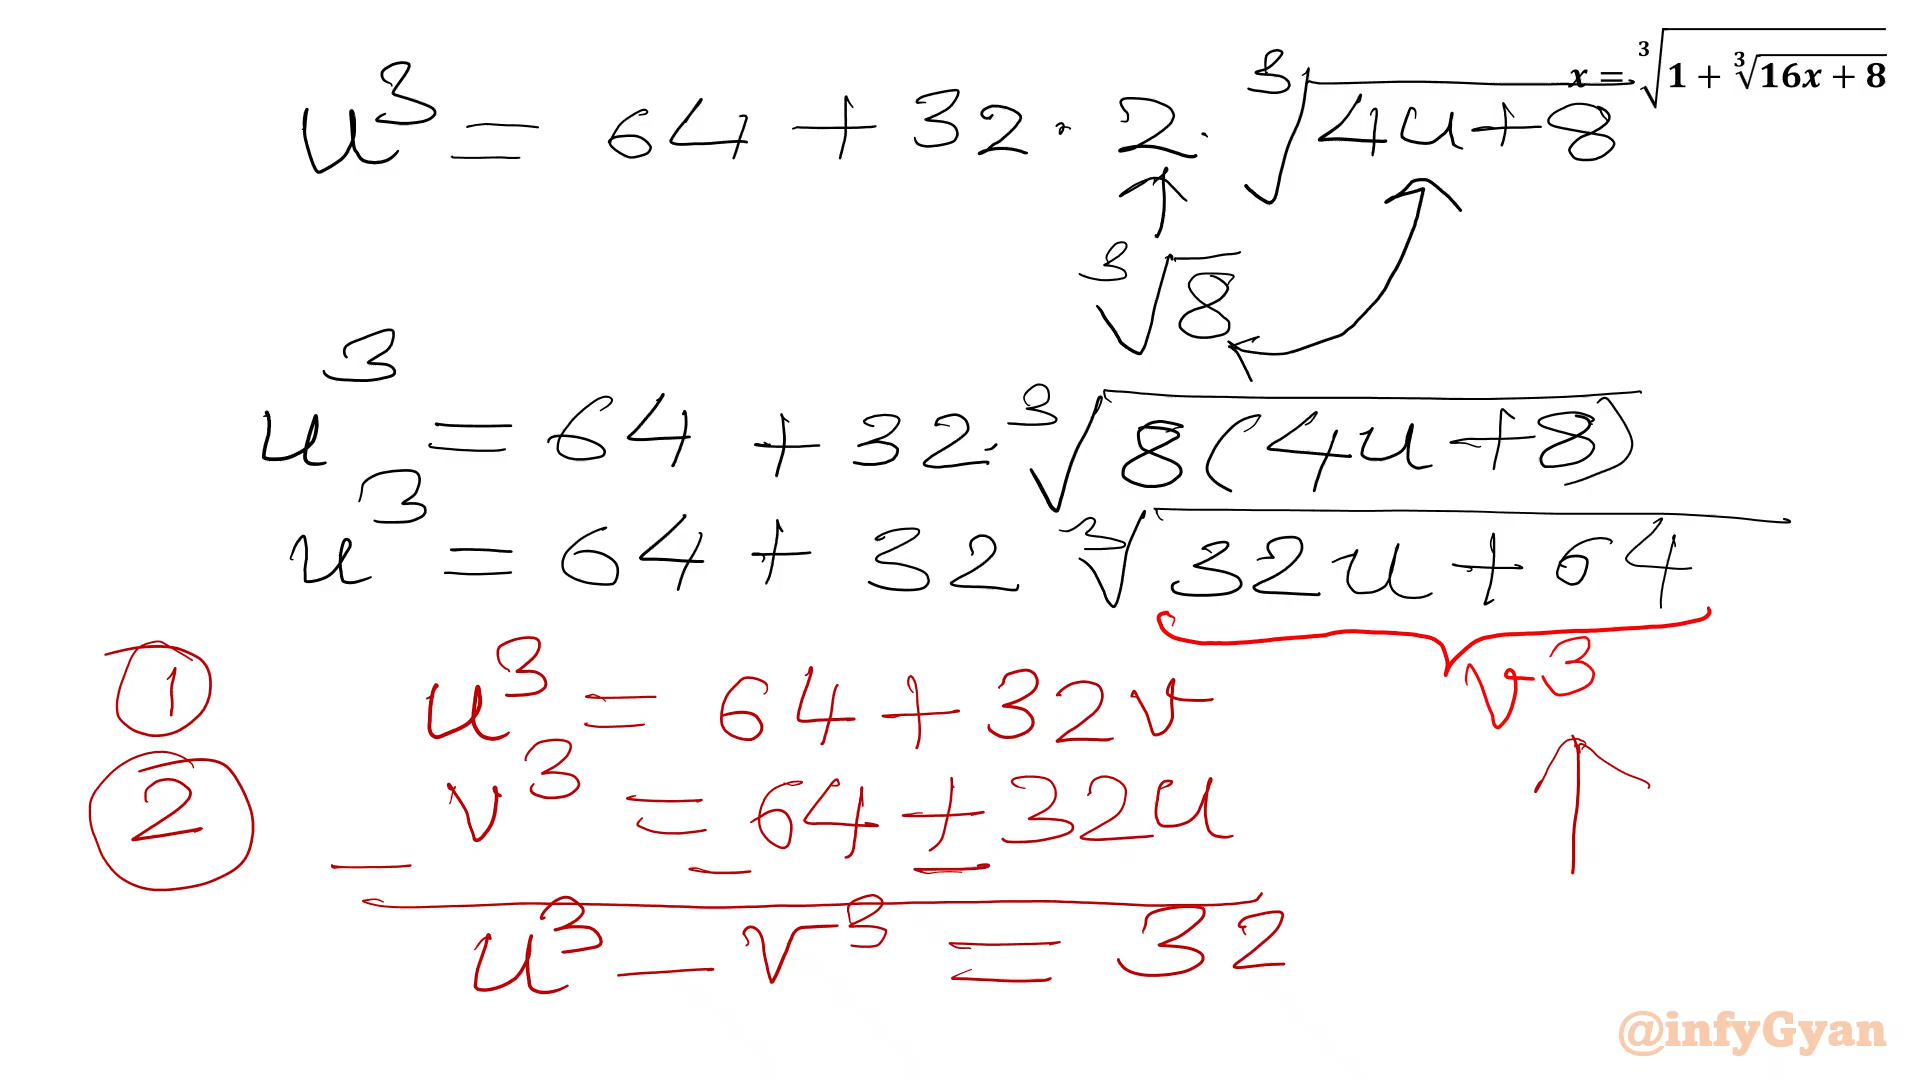 x = ∛(1 + ∛(16x + 8))
u³ = 64 + 32 · 2 · ∛(4u+8)
∛8
u³ = 64 + 32 · ∛(8(4u+8))
u³ = 64 + 32 ∛(32u+64)
v³
① u³ = 64 + 32v
② v³ = 64 + 32u
− − −
u³ − v³ = 32
@infyGyan